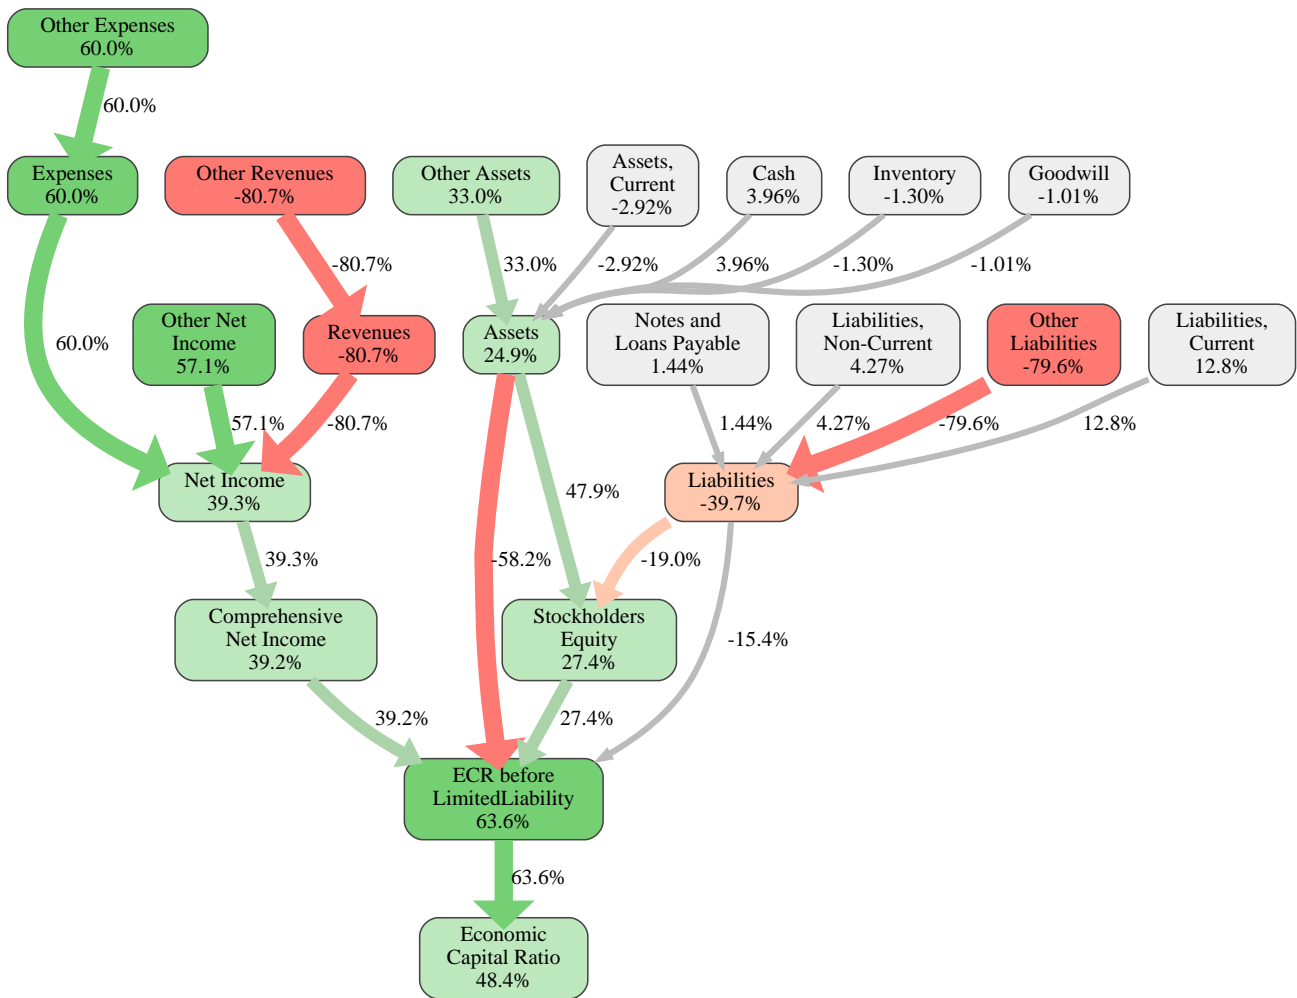 Other Expenses
60.0%
60.0%
Expenses
60.0%
Other Revenues
-80.7%
Other Assets
33.0%
Assets,
Current
-2.92%
Cash
3.96%
Inventory
-1.30%
Goodwill
-1.01%
-80.7%
33.0%
-2.92%
3.96%
-1.30%
-1.01%
60.0%
Other Net
Income
57.1%
Revenues
-80.7%
Assets
24.9%
Notes and
Loans Payable
1.44%
Liabilities,
Non-Current
4.27%
Other
Liabilities
-79.6%
Liabilities,
Current
12.8%
57.1%
-80.7%
1.44%
4.27%
-79.6%
12.8%
Net Income
39.3%
47.9%
Liabilities
-39.7%
39.3%
-58.2%
-19.0%
Comprehensive
Net Income
39.2%
Stockholders
Equity
27.4%
-15.4%
39.2%
27.4%
ECR before
LimitedLiability
63.6%
63.6%
Economic
Capital Ratio
48.4%